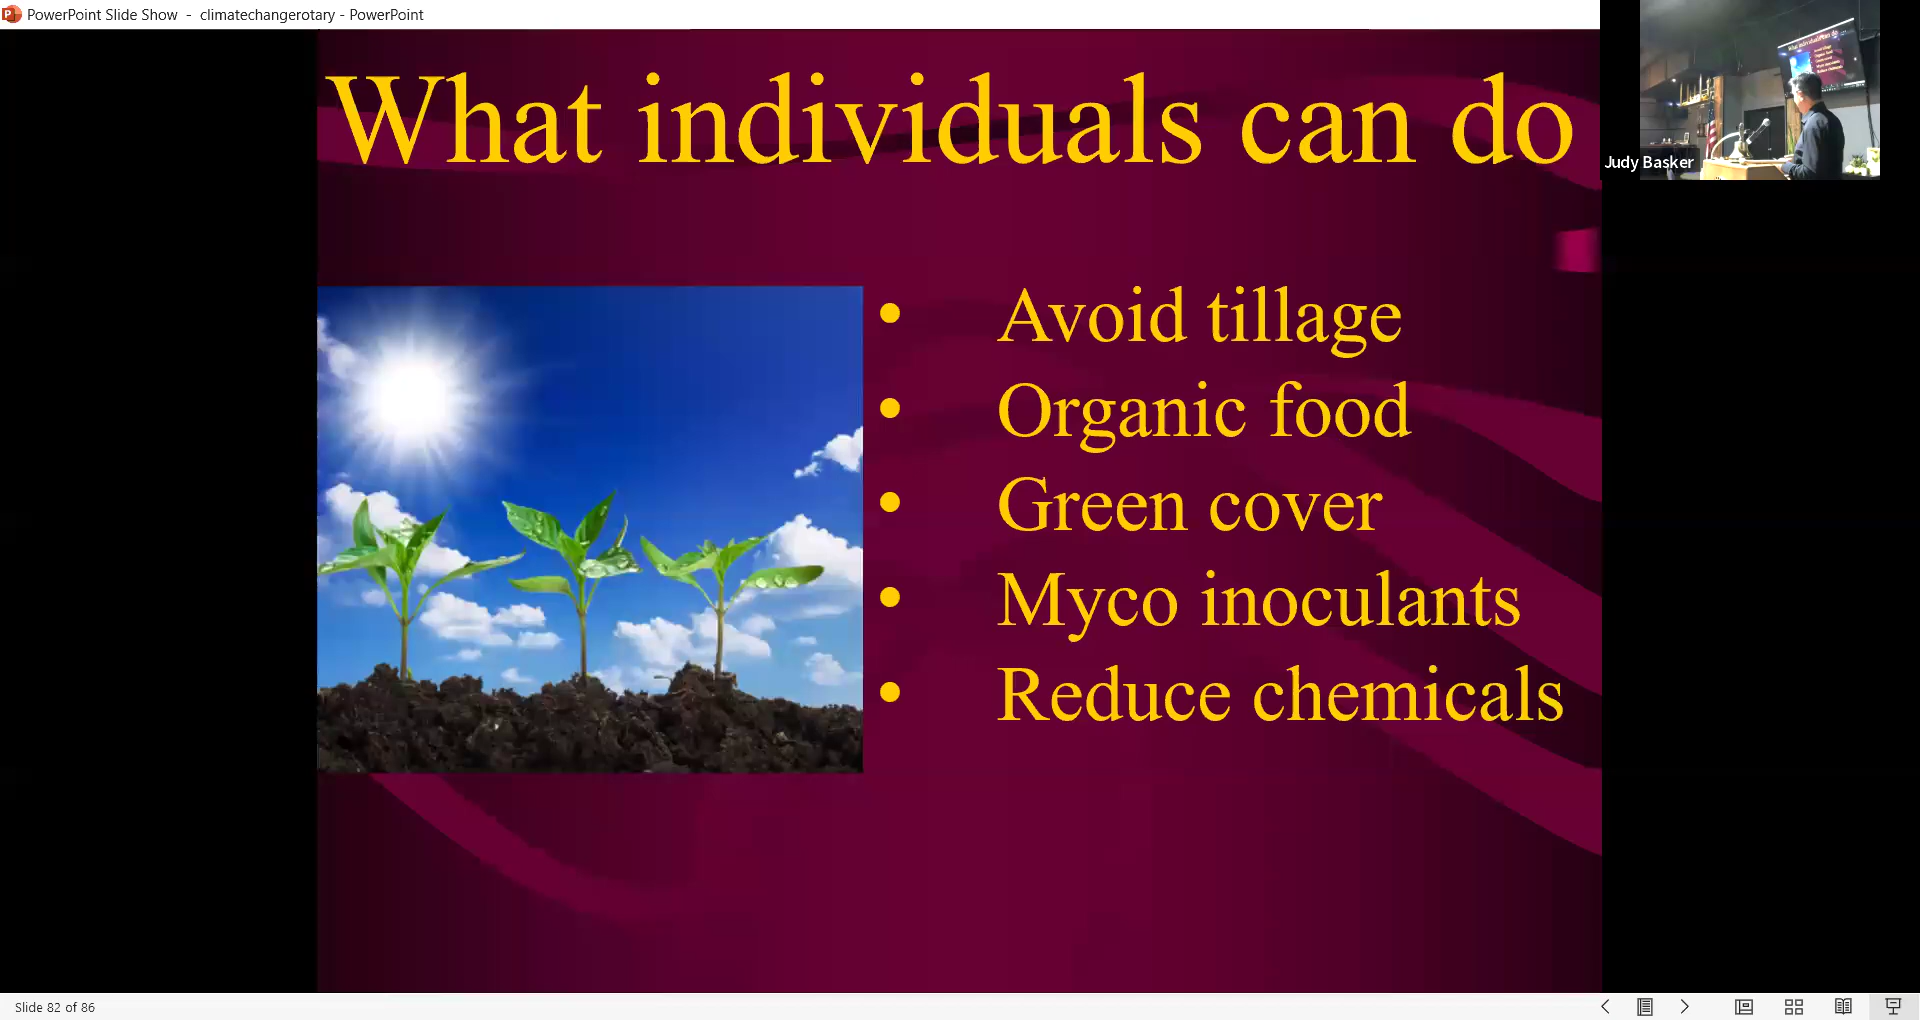 PowerPoint Slide Show - climatechangerotary - PowerPoint
What individuals can do
Judy Basker
• Avoid tillage
• Organic food
• Green cover
• Myco inoculants
• Reduce chemicals
Slide 82 of 86